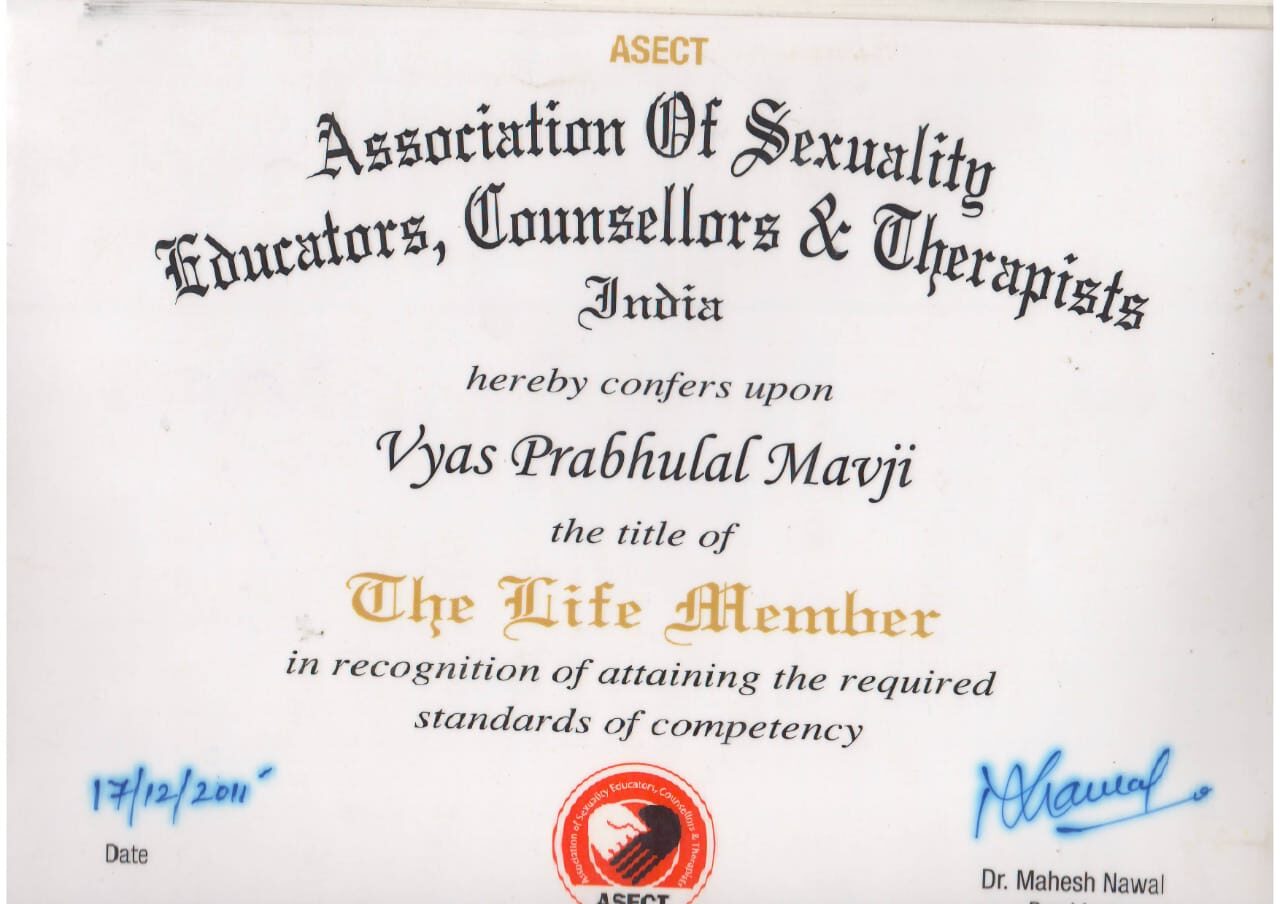 ASECT
Association Of Sexuality
Educators, Counsellors & Therapists
India
hereby confers upon
Vyas Prabhulal Mavji
the title of
The Life Member
in recognition of attaining the required
standards of competency
17/12/2011
Date
Association of Sexuality Educators, Counsellors & Therapists
ASECT
Dr. Mahesh Nawal